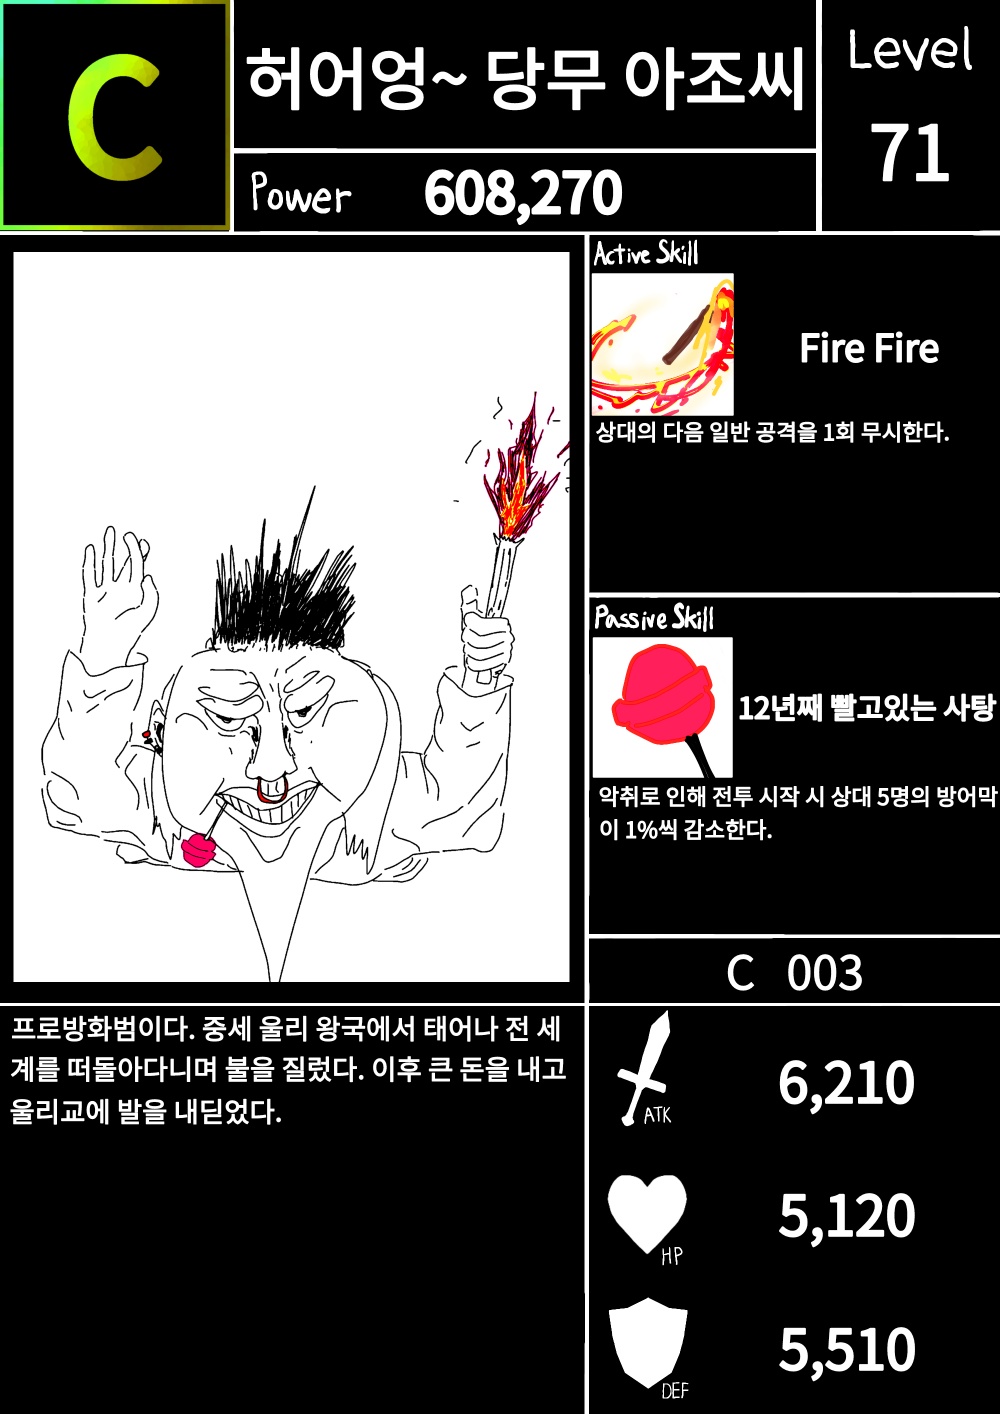 C
허어엉~ 당무 아조씨
Level
71
Power 608,270
Active Skill
Fire Fire
상대의 다음 일반 공격을 1회 무시한다.
Passive Skill
12년째 빨고있는 사탕
악취로 인해 전투 시작 시 상대 5명의 방어막
이 1%씩 감소한다.
C 003
프로방화범이다. 중세 울리 왕국에서 태어나 전 세
계를 떠돌아다니며 불을 질렀다. 이후 큰 돈을 내고
울리교에 발을 내딛었다.
ATK 6,210
HP 5,120
DEF 5,510